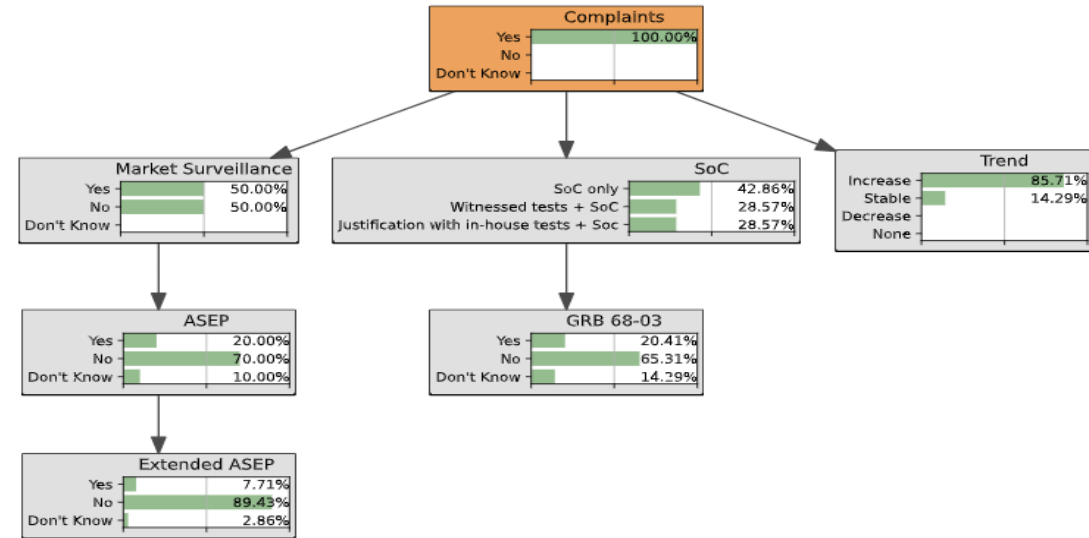 Complaints
Yes 100.00%
No
Don't Know
Market Surveillance
Yes 50.00%
No 50.00%
Don't Know
SoC
SoC only 42.86%
Witnessed tests + SoC 28.57%
Justification with in-house tests + Soc 28.57%
Trend
Increase 85.71%
Stable 14.29%
Decrease
None
ASEP
Yes 20.00%
No 70.00%
Don't Know 10.00%
GRB 68-03
Yes 20.41%
No 65.31%
Don't Know 14.29%
Extended ASEP
Yes 7.71%
No 89.43%
Don't Know 2.86%